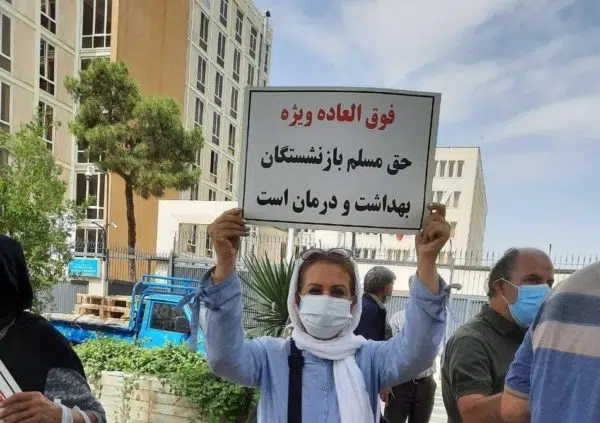 فوق العاده ویژه
حق مسلم بازنشستگان
بهداشت و درمان است